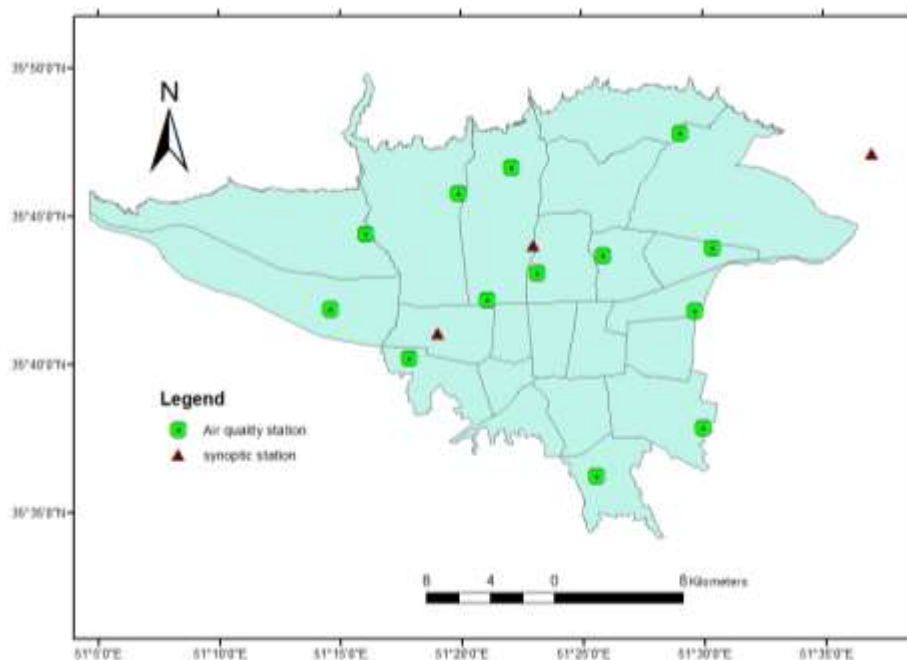 N
35°50'0"N
35°45'0"N
35°40'0"N
35°35'0"N
Legend
Air quality station
synoptic station
8 4 0 8 Kilometers
51°5'0"E 51°10'0"E 51°15'0"E 51°20'0"E 51°25'0"E 51°30'0"E 51°35'0"E